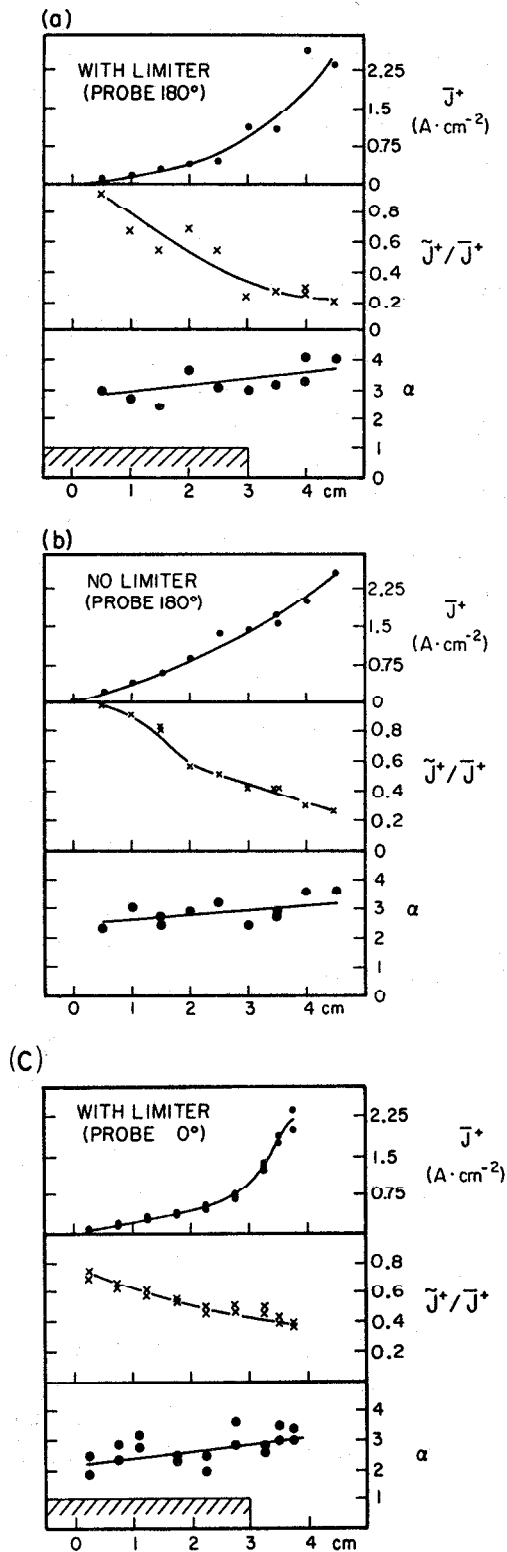 (a)
WITH LIMITER
(PROBE 180°)
2.25
1.5
0.75
0
J̄⁺
(A·cm⁻²)
0.8
0.6
0.4
0.2
0
J̃⁺/J̄⁺
4
3
2
1
0
α
0 1 2 3 4 cm
(b)
NO LIMITER
(PROBE 180°)
2.25
1.5
0.75
0
J̄⁺
(A·cm⁻²)
0.8
0.6
0.4
0.2
0
J̃⁺/J̄⁺
4
3
2
1
0
α
0 1 2 3 4 cm
(c)
WITH LIMITER
(PROBE 0°)
2.25
1.5
0.75
J̄⁺
(A·cm⁻²)
0.8
0.6
0.4
0.2
J̃⁺/J̄⁺
4
3
2
1
α
0 1 2 3 4 cm